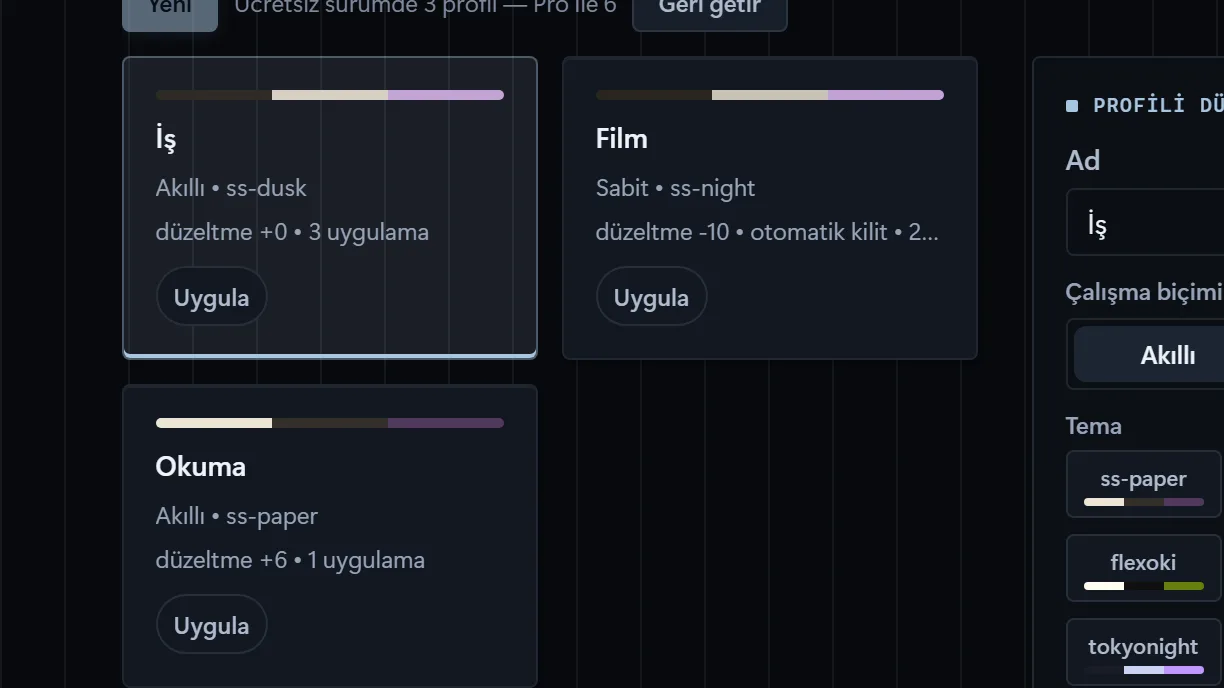 Yeni
Ücretsiz sürümde 3 profil — Pro ile 6
Geri getir
İş
Akıllı • ss-dusk
düzeltme +0 • 3 uygulama
Uygula
Film
Sabit • ss-night
düzeltme -10 • otomatik kilit • 2...
Uygula
Okuma
Akıllı • ss-paper
düzeltme +6 • 1 uygulama
Uygula
PROFİLİ DÜ
Ad
İş
Çalışma biçimi
Akıllı
Tema
ss-paper
flexoki
tokyonight